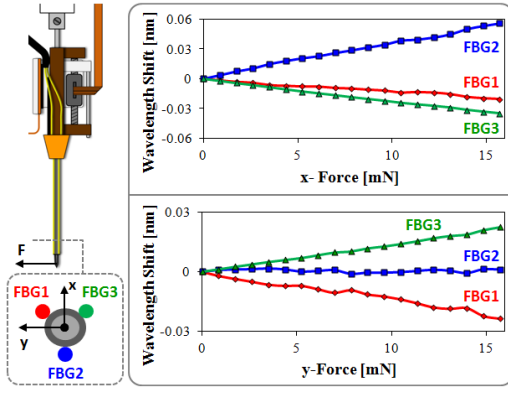 F
FBG1
x
FBG3
y
FBG2
Wavelength Shift [nm]
0.06
0.03
0
-0.03
-0.06
FBG2
FBG1
FBG3
0
5
10
15
x- Force [mN]
Wavelength Shift [nm]
0.03
0
-0.03
FBG3
FBG2
FBG1
0
5
10
15
y-Force [mN]